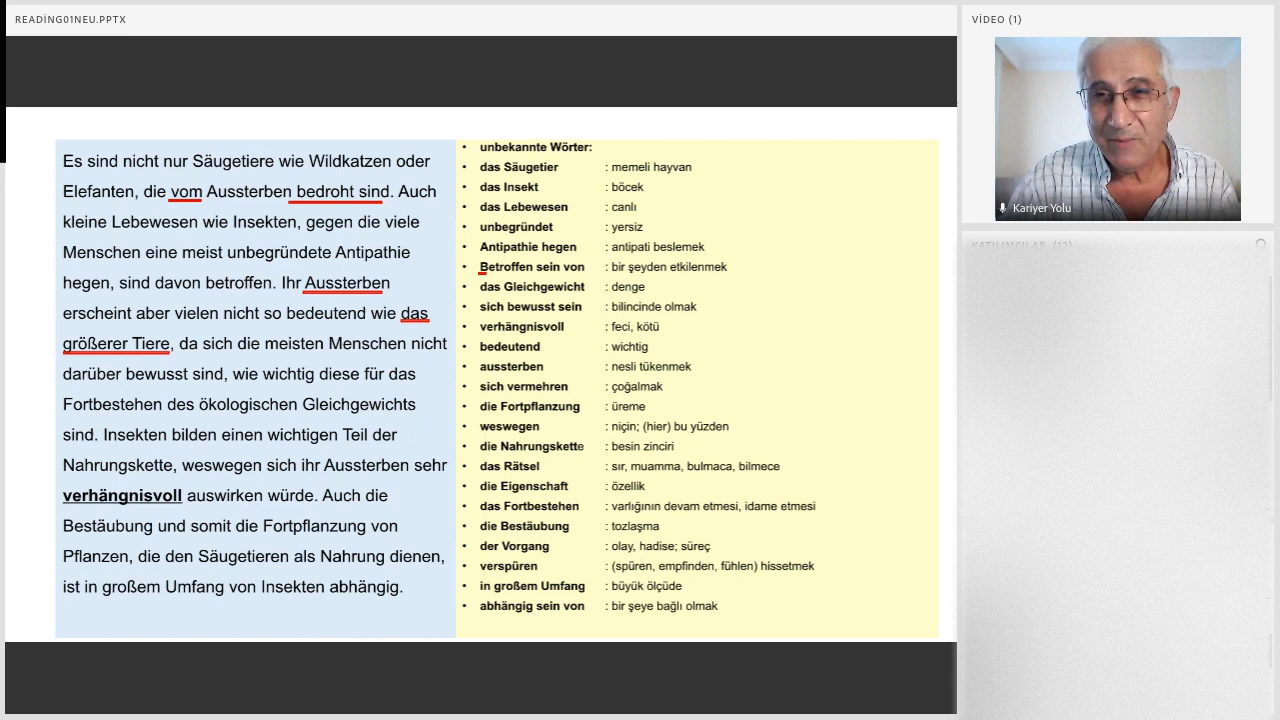 READİNG01NEU.PPTX
VİDEO (1)
Kariyer Yolu
KATILIMCILAR (13)
Es sind nicht nur Säugetiere wie Wildkatzen oder
Elefanten, die vom Aussterben bedroht sind. Auch
kleine Lebewesen wie Insekten, gegen die viele
Menschen eine meist unbegründete Antipathie
hegen, sind davon betroffen. Ihr Aussterben
erscheint aber vielen nicht so bedeutend wie das
größerer Tiere, da sich die meisten Menschen nicht
darüber bewusst sind, wie wichtig diese für das
Fortbestehen des ökologischen Gleichgewichts
sind. Insekten bilden einen wichtigen Teil der
Nahrungskette, weswegen sich ihr Aussterben sehr
verhängnisvoll auswirken würde. Auch die
Bestäubung und somit die Fortpflanzung von
Pflanzen, die den Säugetieren als Nahrung dienen,
ist in großem Umfang von Insekten abhängig.
• unbekannte Wörter:
• das Säugetier : memeli hayvan
• das Insekt : böcek
• das Lebewesen : canlı
• unbegründet : yersiz
• Antipathie hegen : antipati beslemek
• Betroffen sein von : bir şeyden etkilenmek
• das Gleichgewicht : denge
• sich bewusst sein : bilincinde olmak
• verhängnisvoll : feci, kötü
• bedeutend : wichtig
• aussterben : nesli tükenmek
• sich vermehren : çoğalmak
• die Fortpflanzung : üreme
• weswegen : niçin; (hier) bu yüzden
• die Nahrungskette : besin zinciri
• das Rätsel : sır, muamma, bulmaca, bilmece
• die Eigenschaft : özellik
• das Fortbestehen : varlığının devam etmesi, idame etmesi
• die Bestäubung : tozlaşma
• der Vorgang : olay, hadise; süreç
• verspüren : (spüren, empfinden, fühlen) hissetmek
• in großem Umfang : büyük ölçüde
• abhängig sein von : bir şeye bağlı olmak